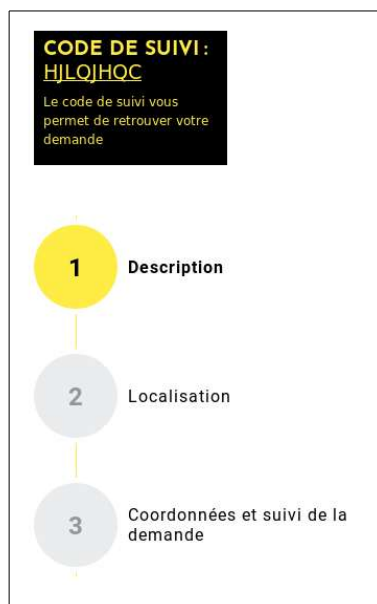 CODE DE SUIVI :
HJLQJHQC
Le code de suivi vous
permet de retrouver votre
demande
1
Description
2
Localisation
3
Coordonnées et suivi de la
demande